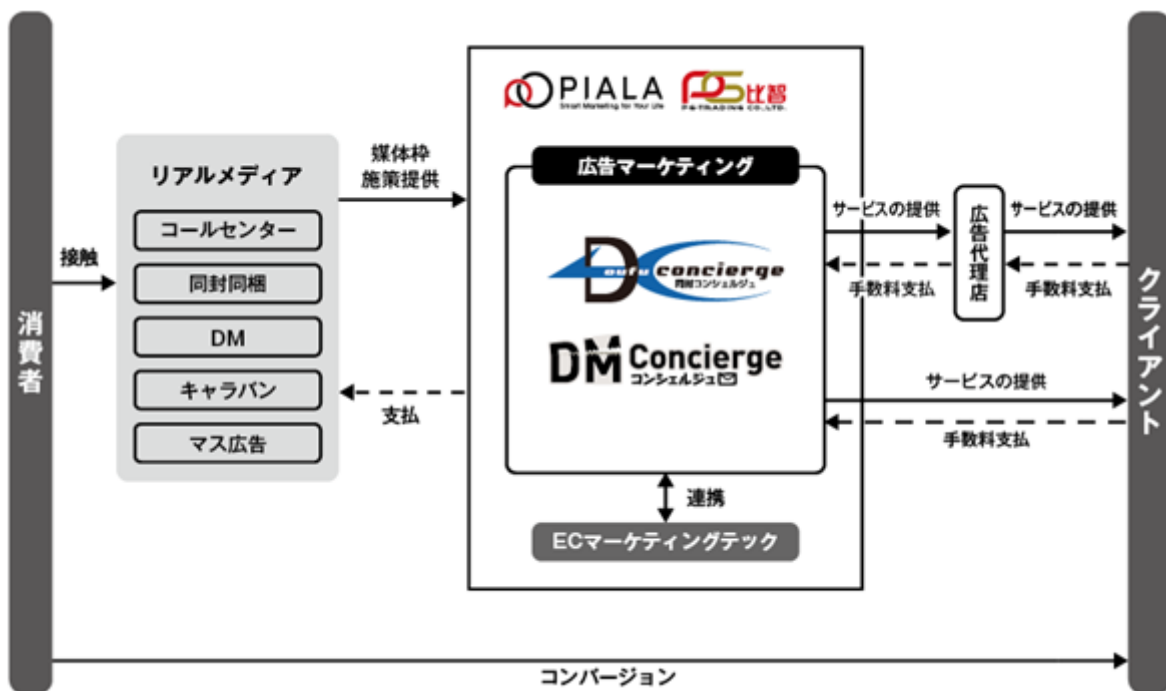 消費者
接触
リアルメディア
コールセンター
同封同梱
DM
キャラバン
マス広告
媒体枠
施策提供
支払
PIALA
Smart Marketing for Your Life
PS比智
P&TRADING CO.,LTD.
広告マーケティング
Doufu concierge
同封コンシェルジュ
DM Concierge
コンシェルジュ
連携
ECマーケティングテック
サービスの提供
手数料支払
広告代理店
サービスの提供
手数料支払
サービスの提供
手数料支払
クライアント
コンバージョン